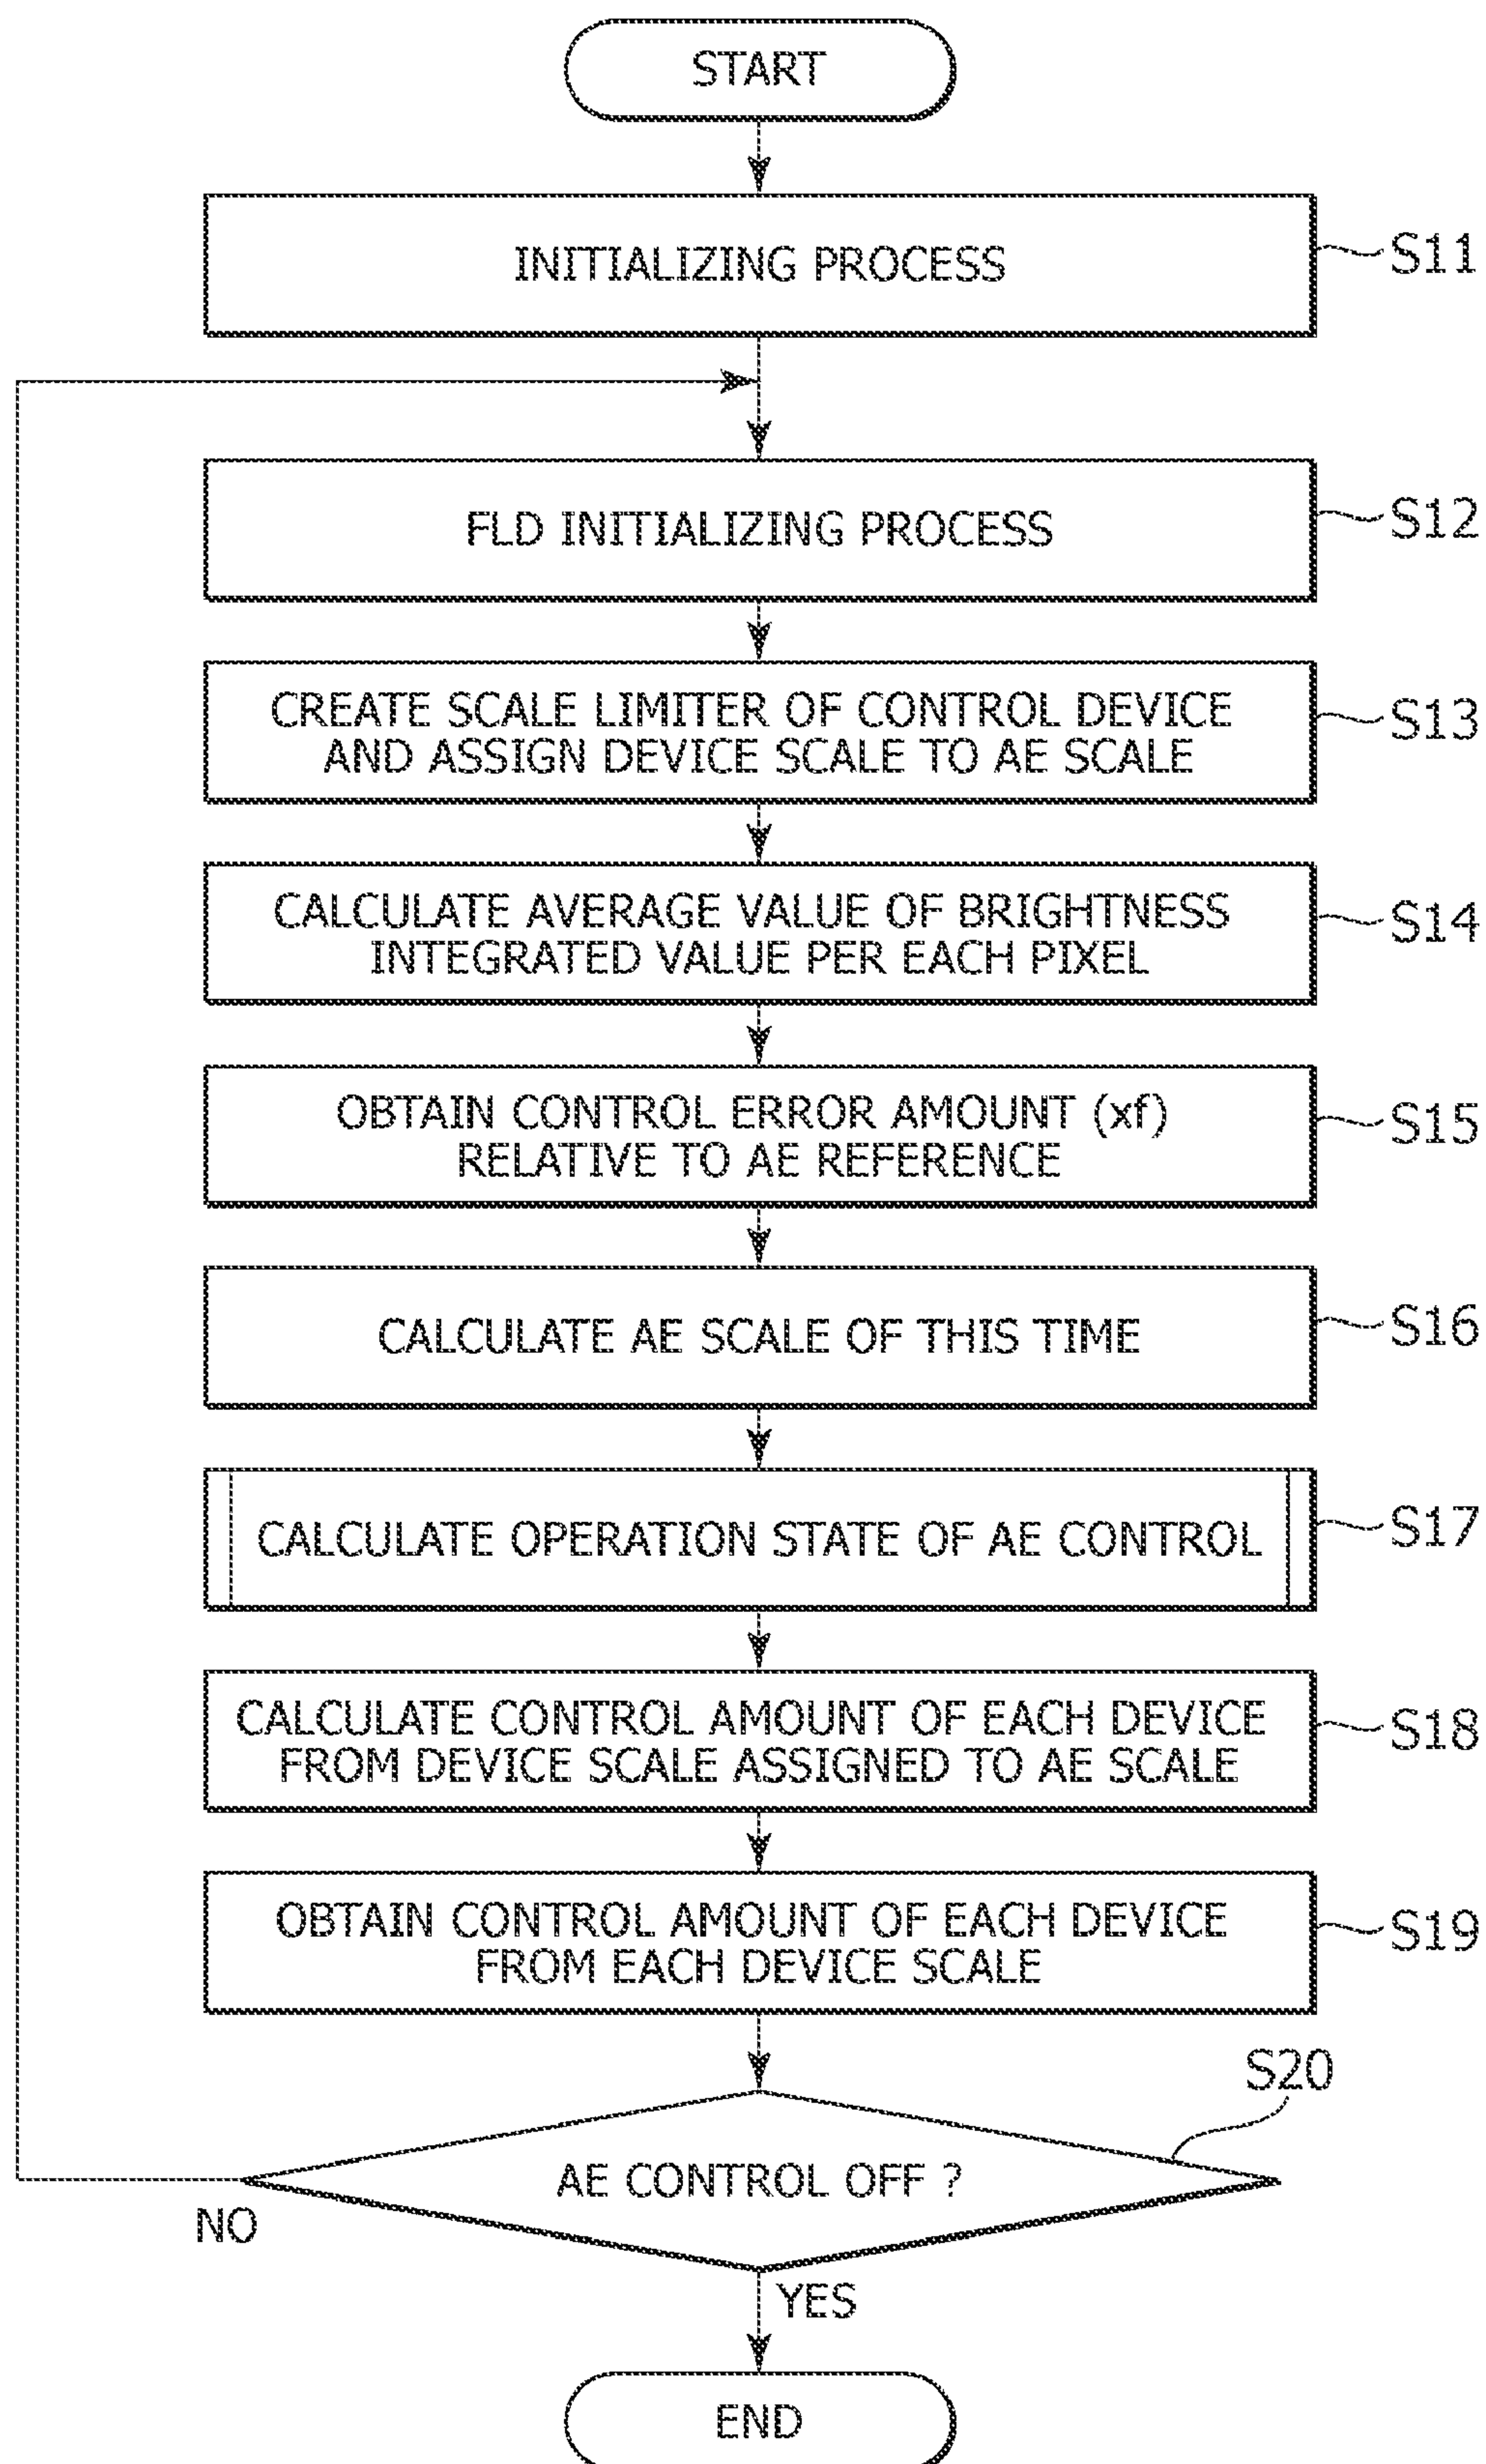 START
INITIALIZING PROCESS
S11
FLD INITIALIZING PROCESS
S12
CREATE SCALE LIMITER OF CONTROL DEVICE
AND ASSIGN DEVICE SCALE TO AE SCALE
S13
CALCULATE AVERAGE VALUE OF BRIGHTNESS
INTEGRATED VALUE PER EACH PIXEL
S14
OBTAIN CONTROL ERROR AMOUNT (xf)
RELATIVE TO AE REFERENCE
S15
CALCULATE AE SCALE OF THIS TIME
S16
CALCULATE OPERATION STATE OF AE CONTROL
S17
CALCULATE CONTROL AMOUNT OF EACH DEVICE
FROM DEVICE SCALE ASSIGNED TO AE SCALE
S18
OBTAIN CONTROL AMOUNT OF EACH DEVICE
FROM EACH DEVICE SCALE
S19
S20
AE CONTROL OFF ?
NO
YES
END